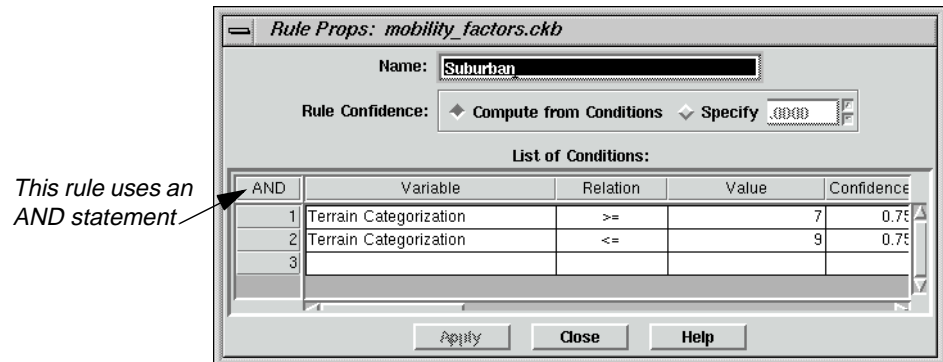 Rule Props: mobility_factors.ckb
Name: Suburban
Rule Confidence: Compute from Conditions Specify .0000
List of Conditions:
This rule uses an
AND statement
AND Variable Relation Value Confidence
1 Terrain Categorization >= 7 0.75
2 Terrain Categorization <= 9 0.75
3
Apply Close Help